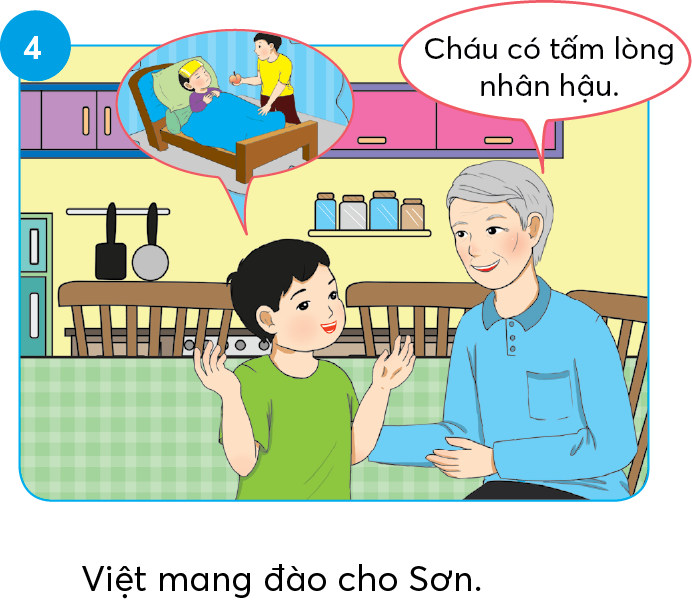 4
Cháu có tấm lòng
nhân hậu.
Việt mang đào cho Sơn.